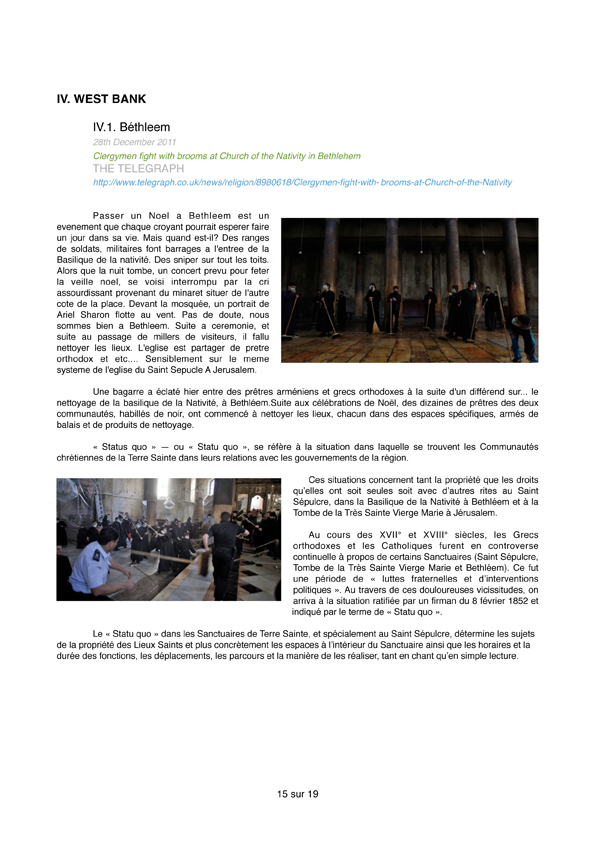 IV. WEST BANK
IV.1. Béthleem
28th December 2011
Clergymen fight with brooms at Church of the Nativity in Bethlehem
THE TELEGRAPH
http://www.telegraph.co.uk/news/religion/8980618/Clergymen-fight-with- brooms-at-Church-of-the-Nativity
Passer un Noel a Bethleem est un
evenement que chaque croyant pourrait esperer faire
un jour dans sa vie. Mais quand est-il? Des ranges
de soldats, militaires font barrages a l'entree de la
Basilique de la nativité. Des sniper sur tout les toits.
Alors que la nuit tombe, un concert prevu pour feter
la veille noel, se voisi interrompu par la cri
assourdissant provenant du minaret situer de l'autre
cote de la place. Devant la mosquée, un portrait de
Ariel Sharon flotte au vent. Pas de doute, nous
sommes bien a Bethleem. Suite a ceremonie, et
suite au passage de millers de visiteurs, il fallu
nettoyer les lieux. L'eglise est partager de pretre
orthodox et etc.... Sensiblement sur le meme
systeme de l'eglise du Saint Sepucle A Jerusalem.
Une bagarre a éclaté hier entre des prêtres arméniens et grecs orthodoxes à la suite d'un différend sur... le
nettoyage de la basilique de la Nativité, à Bethléem.Suite aux célébrations de Noël, des dizaines de prêtres des deux
communautés, habillés de noir, ont commencé à nettoyer les lieux, chacun dans des espaces spécifiques, armés de
balais et de produits de nettoyage.
« Status quo » — ou « Statu quo », se réfère à la situation dans laquelle se trouvent les Communautés
chrétiennes de la Terre Sainte dans leurs relations avec les gouvernements de la région.
Ces situations concernent tant la propriété que les droits
qu'elles ont soit seules soit avec d'autres rites au Saint
Sépulcre, dans la Basilique de la Nativité à Bethléem et à la
Tombe de la Très Sainte Vierge Marie à Jérusalem.
Au cours des XVII° et XVIII° siècles, les Grecs
orthodoxes et les Catholiques furent en controverse
continuelle à propos de certains Sanctuaires (Saint Sépulcre,
Tombe de la Très Sainte Vierge Marie et Bethléem). Ce fut
une période de « luttes fraternelles et d'interventions
politiques ». Au travers de ces douloureuses vicissitudes, on
arriva à la situation ratifiée par un firman du 8 février 1852 et
indiqué par le terme de « Statu quo ».
Le « Statu quo » dans les Sanctuaires de Terre Sainte, et spécialement au Saint Sépulcre, détermine les sujets
de la propriété des Lieux Saints et plus concrètement les espaces à l'intérieur du Sanctuaire ainsi que les horaires et la
durée des fonctions, les déplacements, les parcours et la manière de les réaliser, tant en chant qu'en simple lecture.
15 sur 19